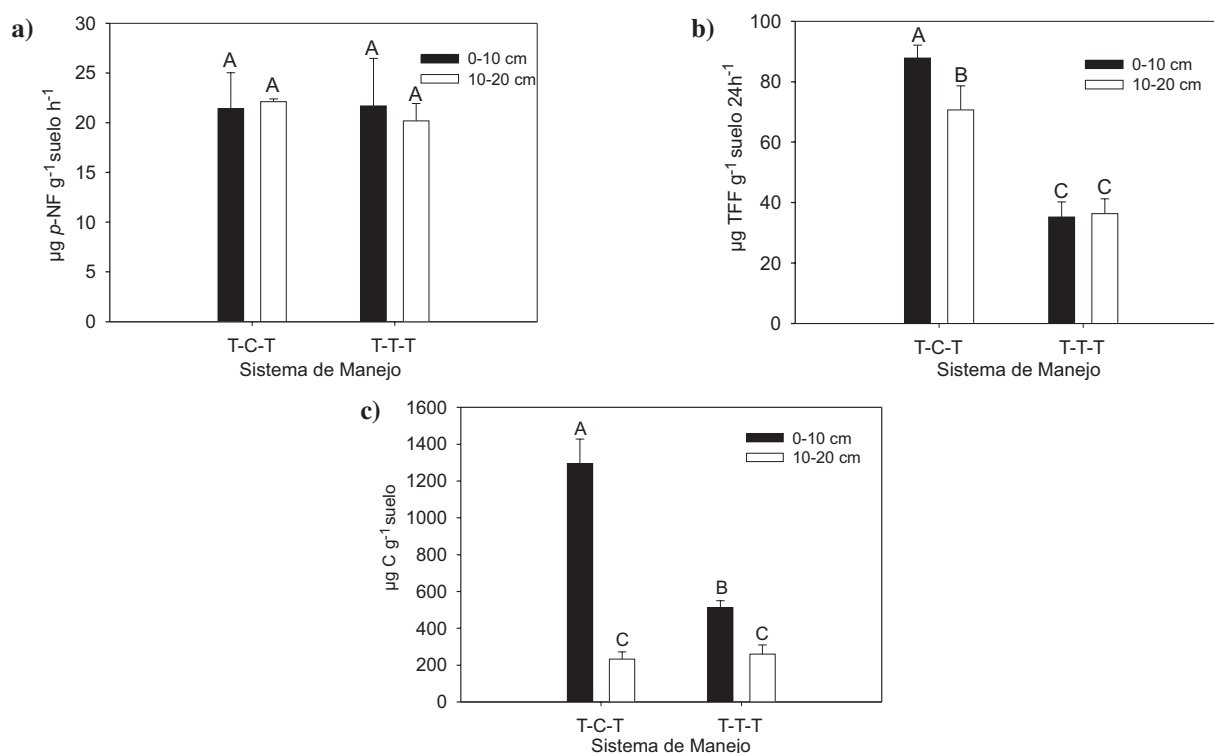 a)
30
25
20
15
10
5
0
µg p-NF g⁻¹ suelo h⁻¹
A
A
A
A
0-10 cm
10-20 cm
T-C-T
T-T-T
Sistema de Manejo
b)
100
80
60
40
20
0
µg TFF g⁻¹ suelo 24h⁻¹
A
B
C
C
0-10 cm
10-20 cm
T-C-T
T-T-T
Sistema de Manejo
c)
1600
1400
1200
1000
800
600
400
200
0
µg C g⁻¹ suelo
A
C
B
C
0-10 cm
10-20 cm
T-C-T
T-T-T
Sistema de Manejo